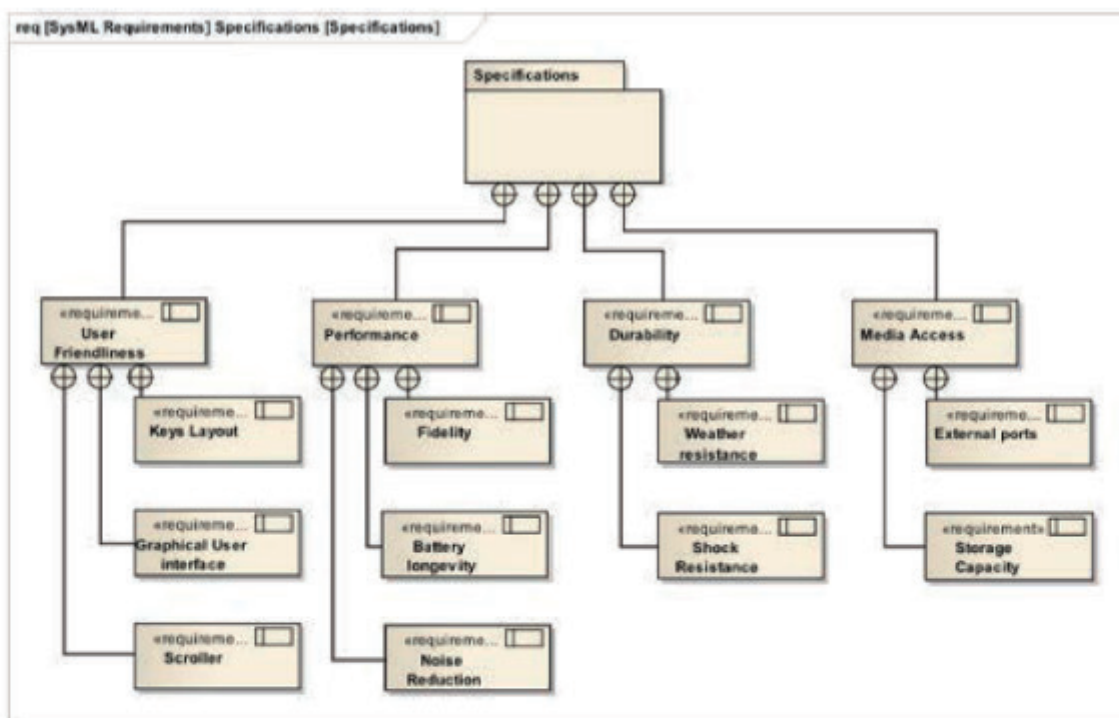 req [SysML Requirements] Specifications [Specifications]
Specifications
«requireme...
User
Friendliness
«requireme...
Performance
«requireme...
Durability
«requireme...
Media Access
«requireme...
Keys Layout
«requireme...
Fidelity
«requireme...
Weather
resistance
«requireme...
External ports
«requireme...
Graphical User
interface
«requireme...
Battery
longevity
«requireme...
Shock
Resistance
«requirement»
Storage
Capacity
«requireme...
Scroller
«requireme...
Noise
Reduction